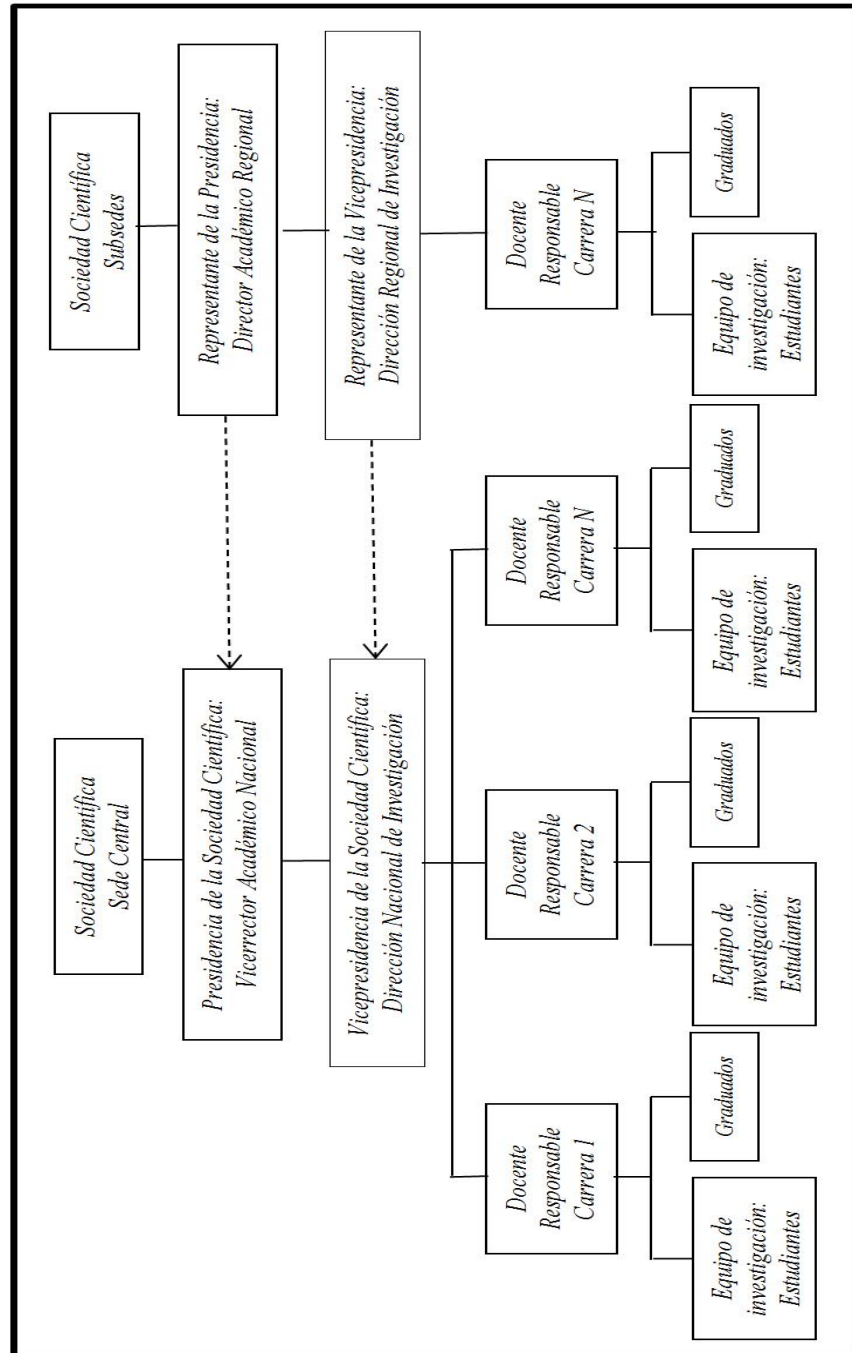 Sociedad Científica
Sede Central
Presidencia de la Sociedad Científica:
Vicerrector Académico Nacional
Vicepresidencia de la Sociedad Científica:
Dirección Nacional de Investigación
Docente
Responsable
Carrera 1
Equipo de
investigación:
Estudiantes
Graduados
Docente
Responsable
Carrera 2
Equipo de
investigación:
Estudiantes
Graduados
Docente
Responsable
Carrera N
Equipo de
investigación:
Estudiantes
Graduados
Sociedad Científica
Subsedes
Representante de la Presidencia:
Director Académico Regional
Representante de la Vicepresidencia:
Dirección Regional de Investigación
Docente
Responsable
Carrera N
Equipo de
investigación:
Estudiantes
Graduados